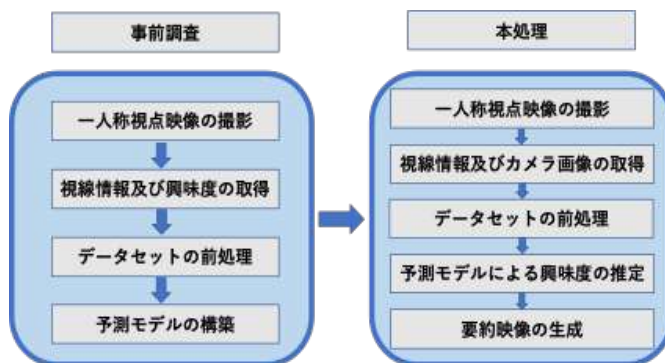 事前調査
一人称視点映像の撮影
視線情報及び興味度の取得
データセットの前処理
予測モデルの構築
本処理
一人称視点映像の撮影
視線情報及びカメラ画像の取得
データセットの前処理
予測モデルによる興味度の推定
要約映像の生成